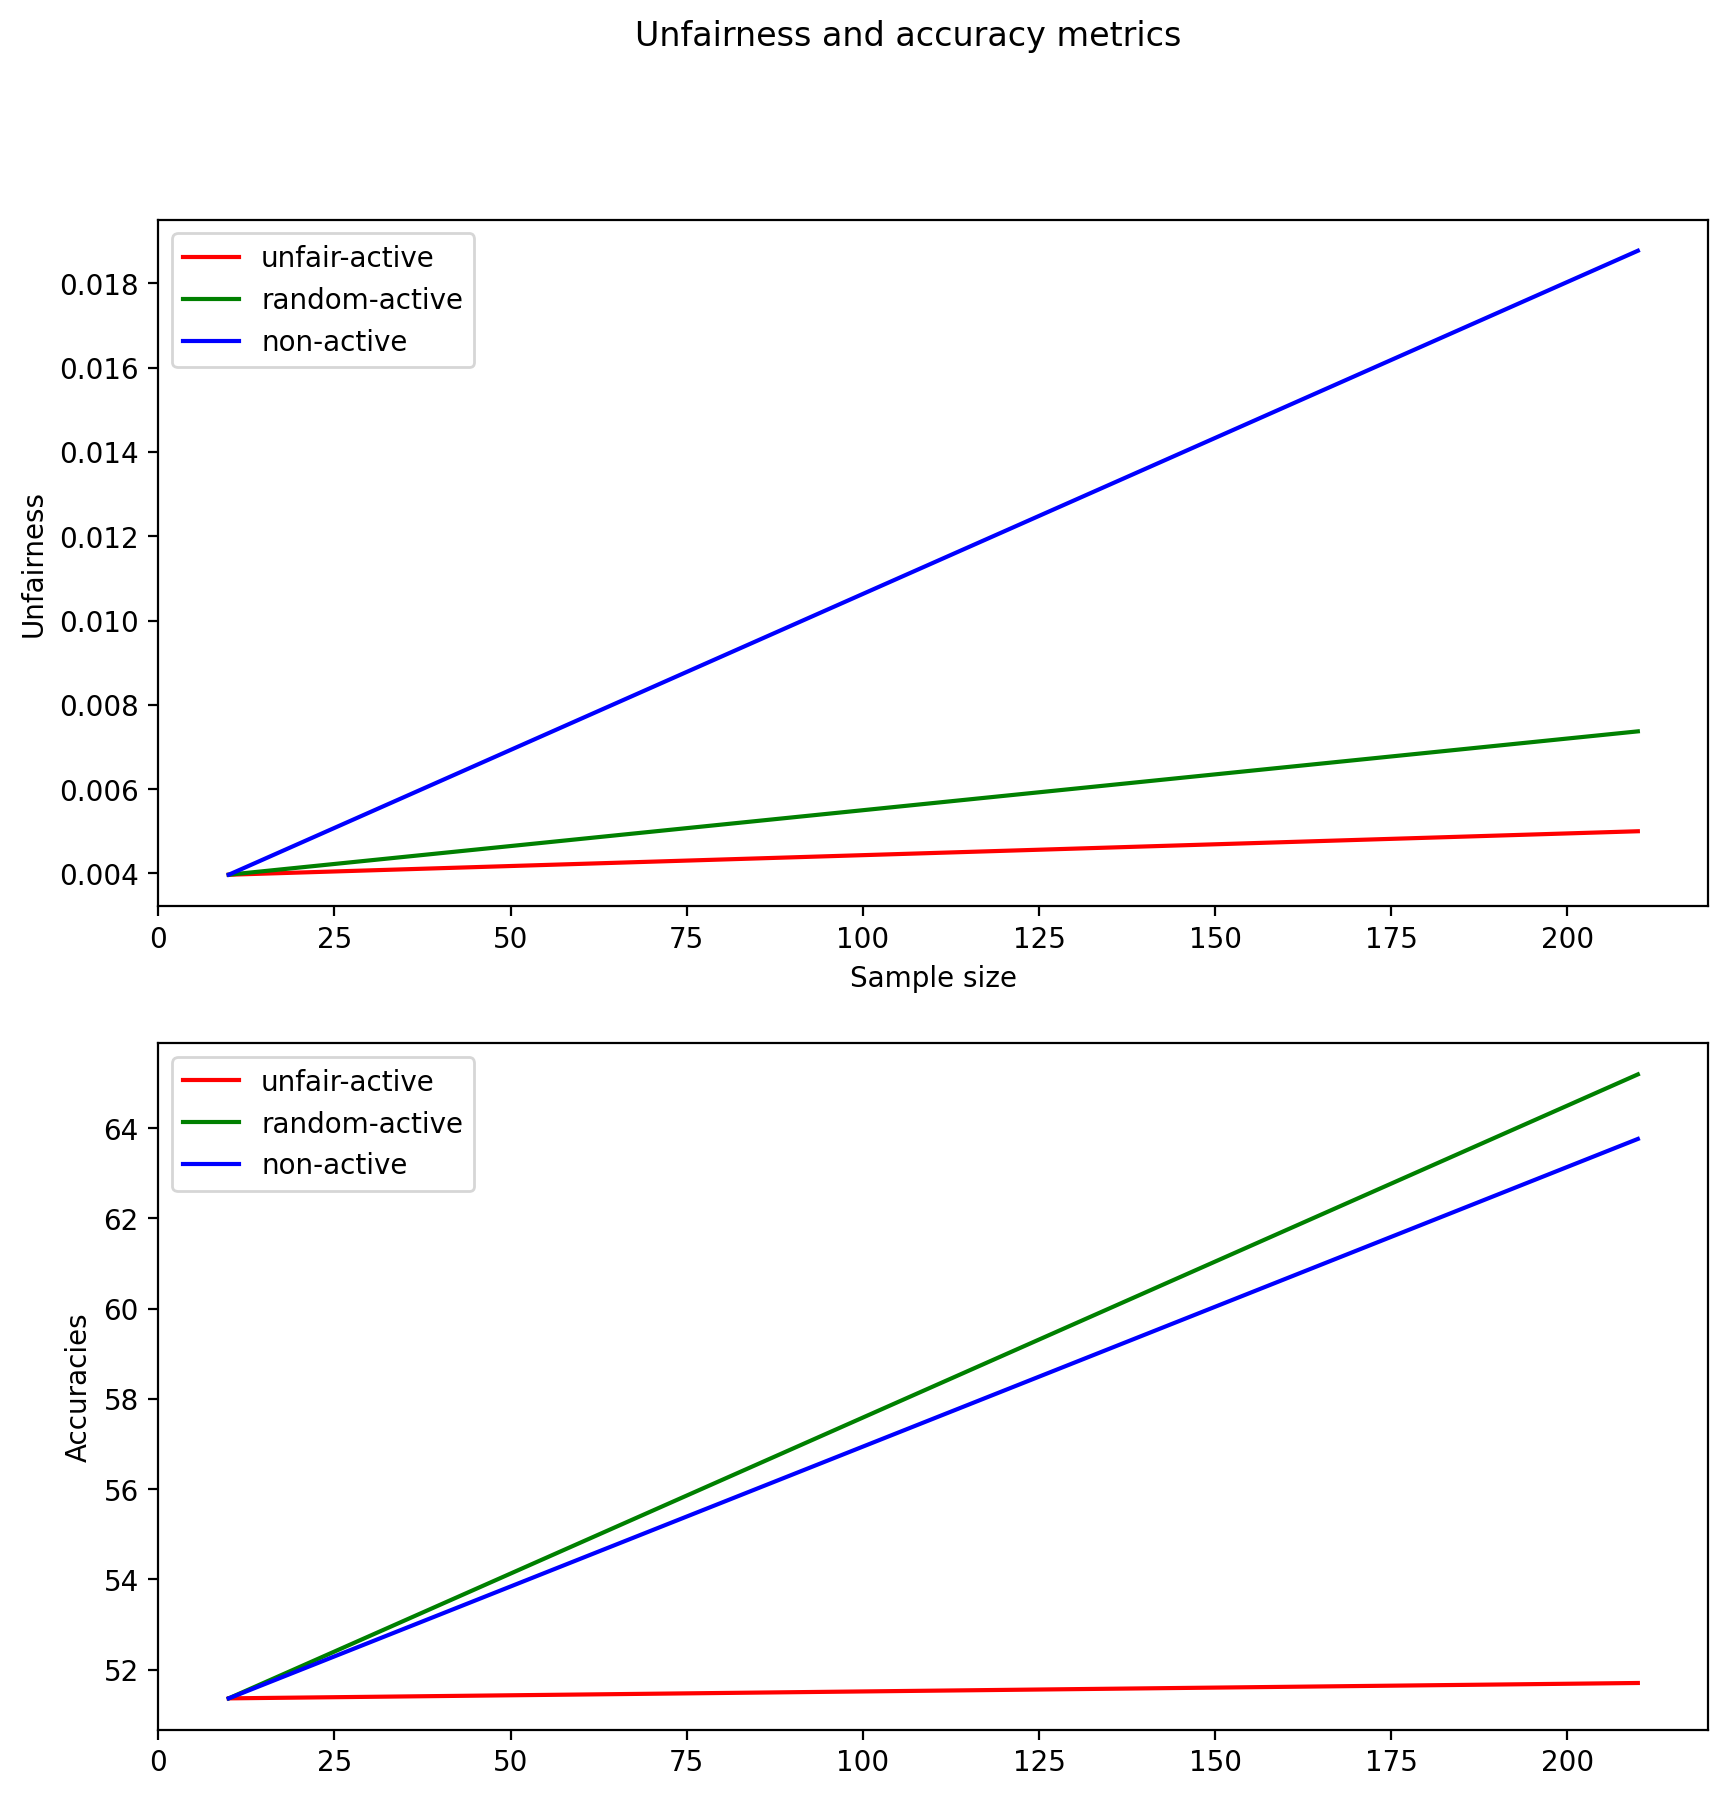 Unfairness and accuracy metrics
unfair-active
random-active
non-active
0.018
0.016
0.014
0.012
0.010
0.008
0.006
0.004
Unfairness
0 25 50 75 100 125 150 175 200
Sample size
unfair-active
random-active
non-active
64
62
60
58
56
54
52
Accuracies
0 25 50 75 100 125 150 175 200